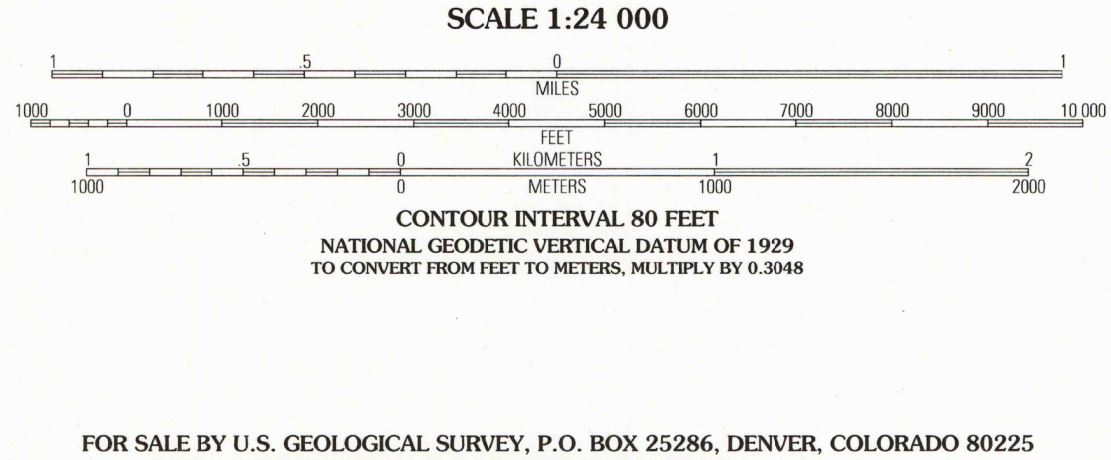 SCALE 1:24 000
1 .5 0 1
MILES
1000 0 1000 2000 3000 4000 5000 6000 7000 8000 9000 10 000
FEET
1 .5 0 KILOMETERS 1 2
1000 0 METERS 1000 2000
CONTOUR INTERVAL 80 FEET
NATIONAL GEODETIC VERTICAL DATUM OF 1929
TO CONVERT FROM FEET TO METERS, MULTIPLY BY 0.3048
FOR SALE BY U.S. GEOLOGICAL SURVEY, P.O. BOX 25286, DENVER, COLORADO 80225